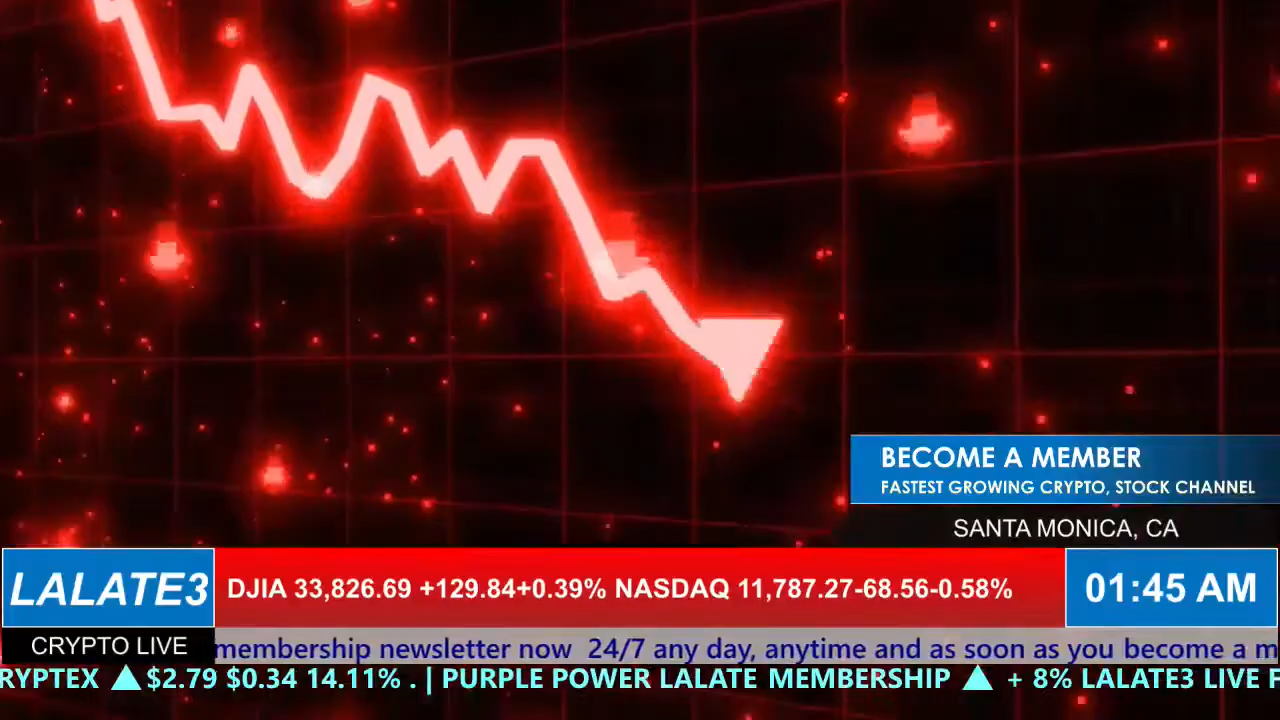 BECOME A MEMBER
FASTEST GROWING CRYPTO, STOCK CHANNEL
SANTA MONICA, CA
LALATE3
DJIA 33,826.69 +129.84+0.39% NASDAQ 11,787.27-68.56-0.58%
01:45 AM
CRYPTO LIVE
membership newsletter now  24/7 any day, anytime and as soon as you become a m
RYPTEX ▲$2.79 $0.34 14.11% . | PURPLE POWER LALATE MEMBERSHIP ▲ + 8% LALATE3 LIVE F